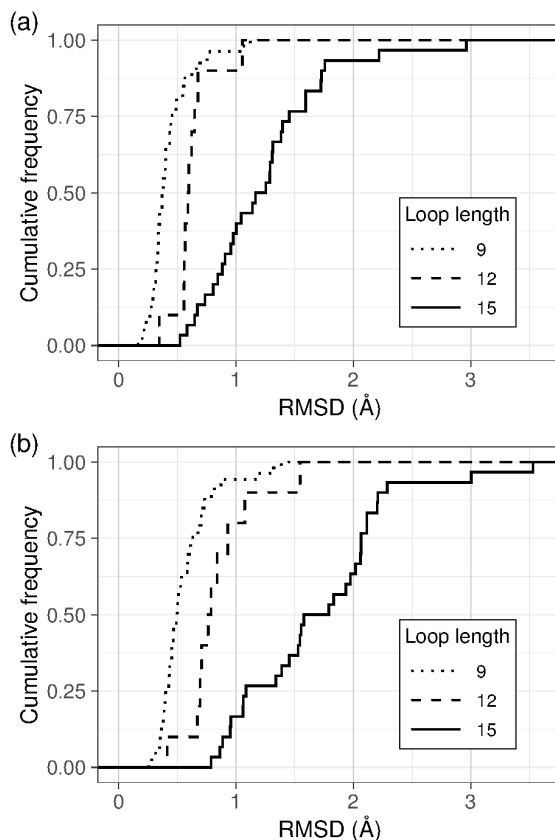 (a)
Cumulative frequency
1.00
0.75
0.50
0.25
0.00
Loop length
9
12
15
0 1 2 3
RMSD (Å)
(b)
Cumulative frequency
1.00
0.75
0.50
0.25
0.00
Loop length
9
12
15
0 1 2 3
RMSD (Å)